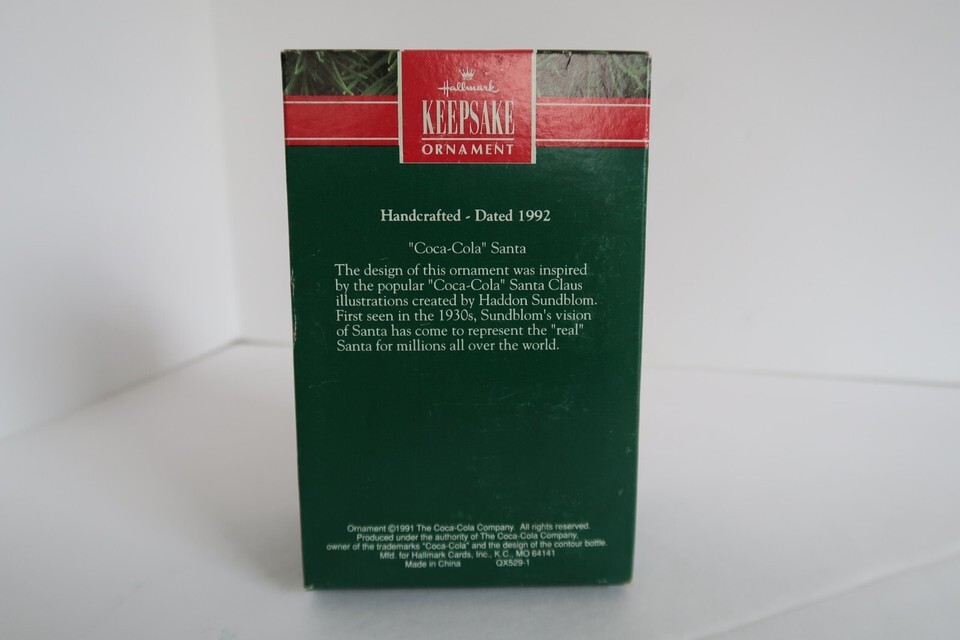 Hallmark
KEEPSAKE
ORNAMENT
Handcrafted - Dated 1992
"Coca-Cola" Santa
The design of this ornament was inspired
by the popular "Coca-Cola" Santa Claus
illustrations created by Haddon Sundblom.
First seen in the 1930s, Sundblom's vision
of Santa has come to represent the "real"
Santa for millions all over the world.
Ornament ©1991 The Coca-Cola Company. All rights reserved.
Produced under the authority of The Coca-Cola Company,
owner of the trademarks "Coca-Cola" and the design of the contour bottle.
Mfd. for Hallmark Cards, Inc., K.C., MO 64141
Made in China QX529-1